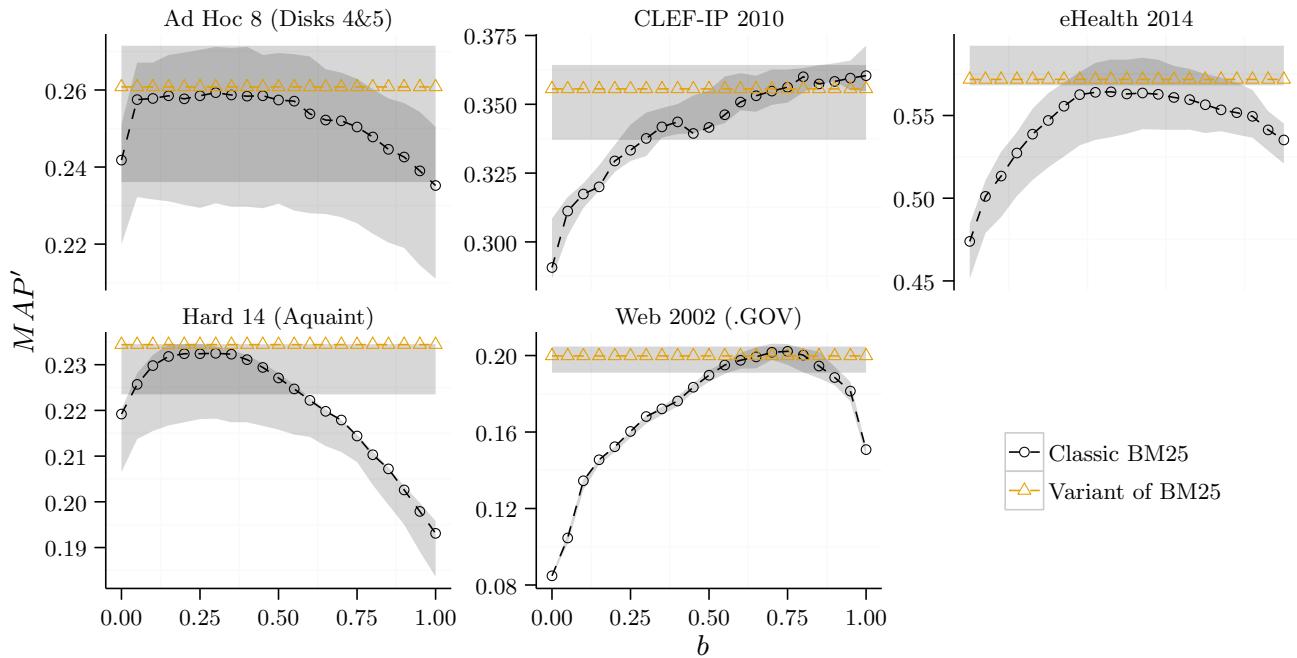 Ad Hoc 8 (Disks 4&5)
CLEF-IP 2010
eHealth 2014
0.26
0.24
0.22
0.375
0.350
0.325
0.300
0.55
0.50
0.45
MAP′
Hard 14 (Aquaint)
Web 2002 (.GOV)
0.23
0.22
0.21
0.20
0.19
0.20
0.16
0.12
0.08
Classic BM25
Variant of BM25
0.00 0.25 0.50 0.75 1.00
0.00 0.25 0.50 0.75 1.00
b